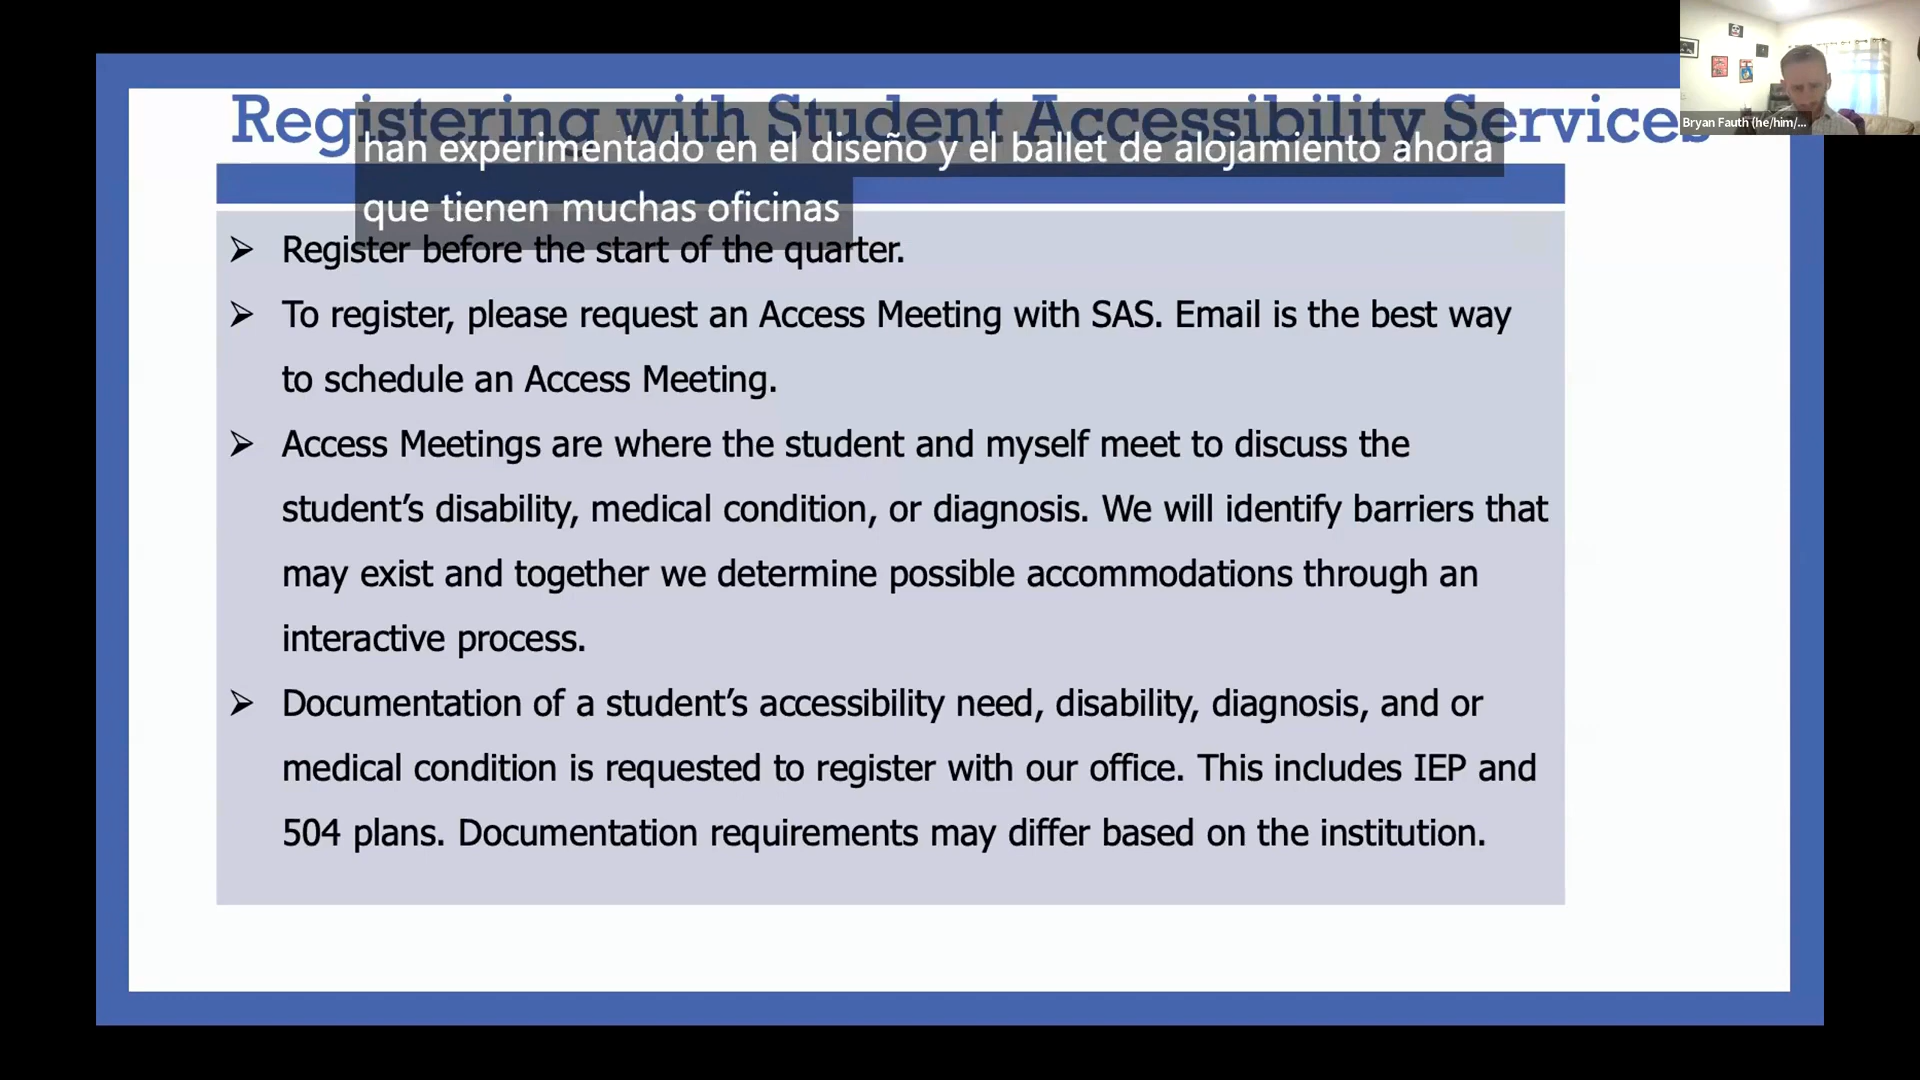 Registering with Student Accessibility Services
han experimentado en el diseño y el ballet de alojamiento ahora
que tienen muchas oficinas
➢ Register before the start of the quarter.
➢ To register, please request an Access Meeting with SAS. Email is the best way
to schedule an Access Meeting.
➢ Access Meetings are where the student and myself meet to discuss the
student’s disability, medical condition, or diagnosis. We will identify barriers that
may exist and together we determine possible accommodations through an
interactive process.
➢ Documentation of a student’s accessibility need, disability, diagnosis, and or
medical condition is requested to register with our office. This includes IEP and
504 plans. Documentation requirements may differ based on the institution.
Bryan Fauth (he/him/...